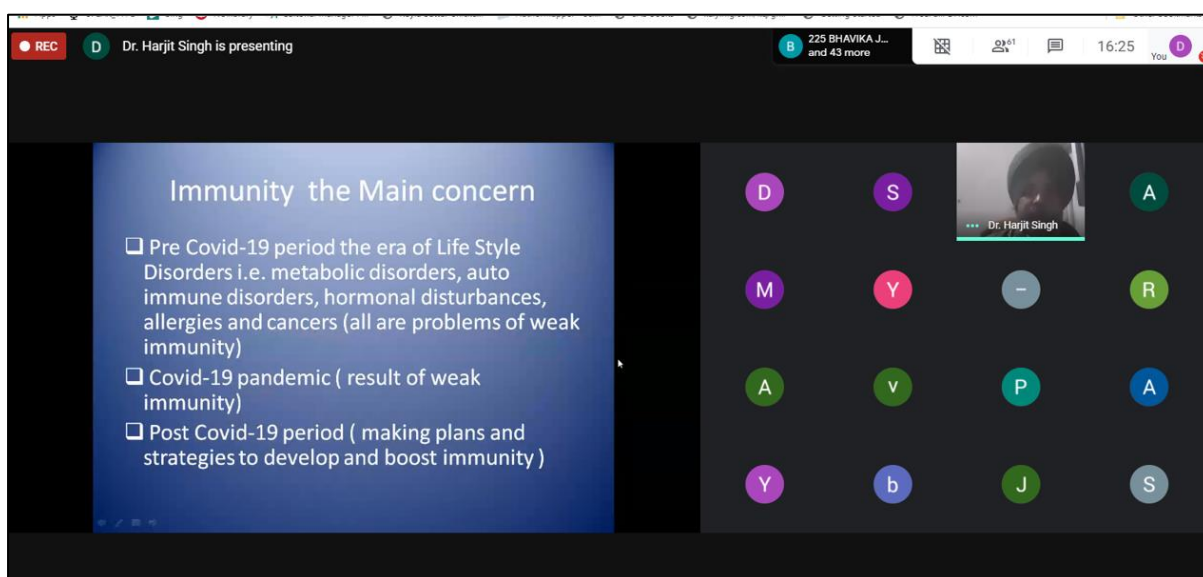 REC
D
Dr. Harjit Singh is presenting
B
225 BHAVIKA J...
and 43 more
61
16:25
You
D
Immunity the Main concern
Pre Covid-19 period the era of Life Style
Disorders i.e. metabolic disorders, auto
immune disorders, hormonal disturbances,
allergies and cancers (all are problems of weak
immunity)
Covid-19 pandemic ( result of weak
immunity)
Post Covid-19 period ( making plans and
strategies to develop and boost immunity )
D
S
Dr. Harjit Singh
A
M
Y
–
R
A
v
P
A
Y
b
J
S